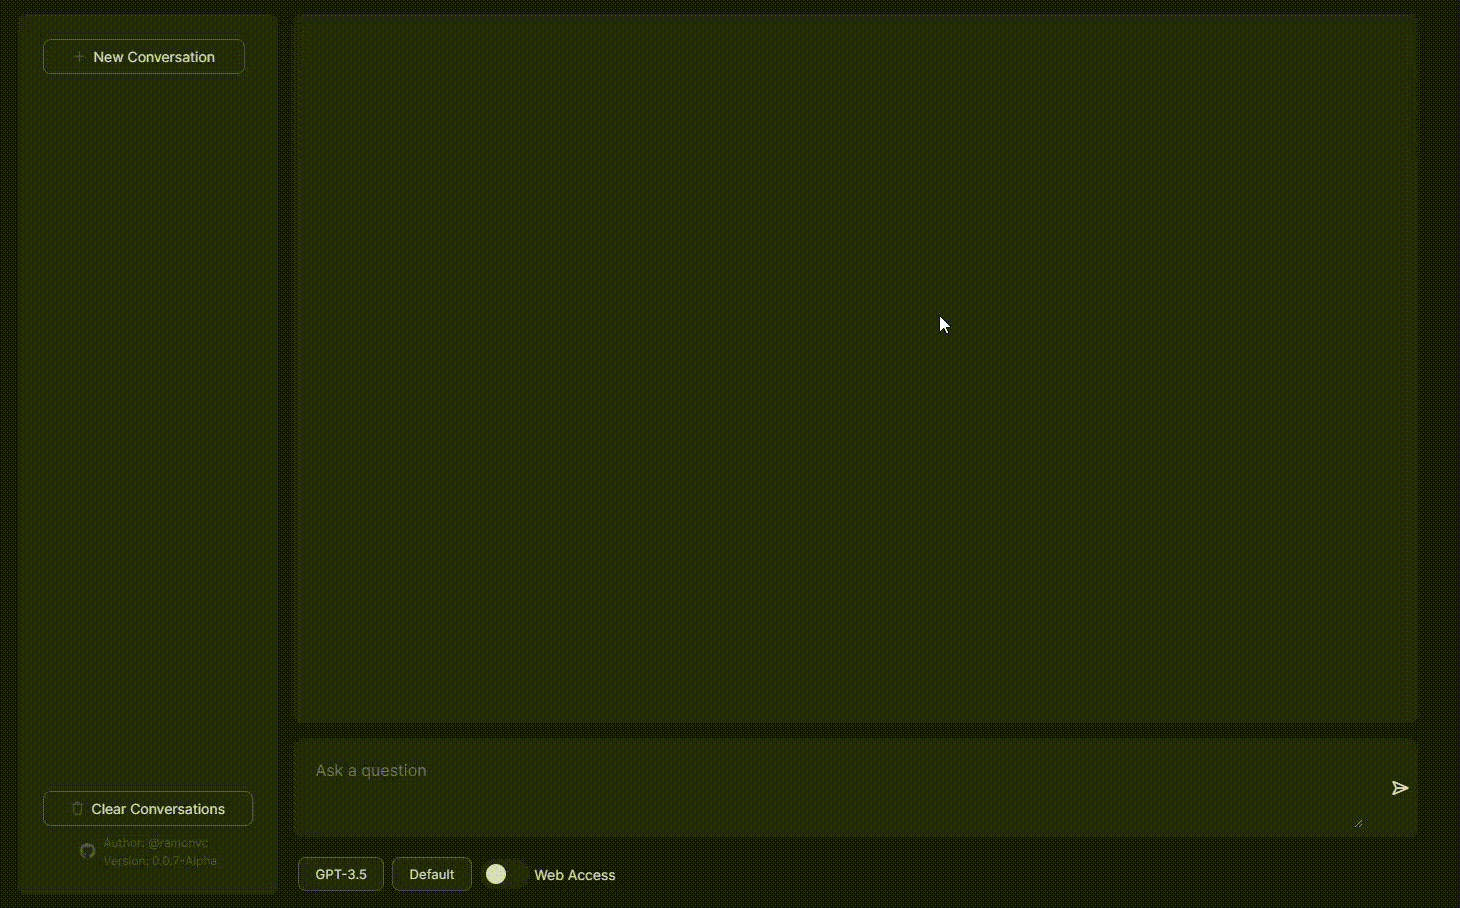 New Conversation
Ask a question
Clear Conversations
Author: @ramonvc
Version: 0.0.7-Alpha
GPT-3.5
Default
Web Access